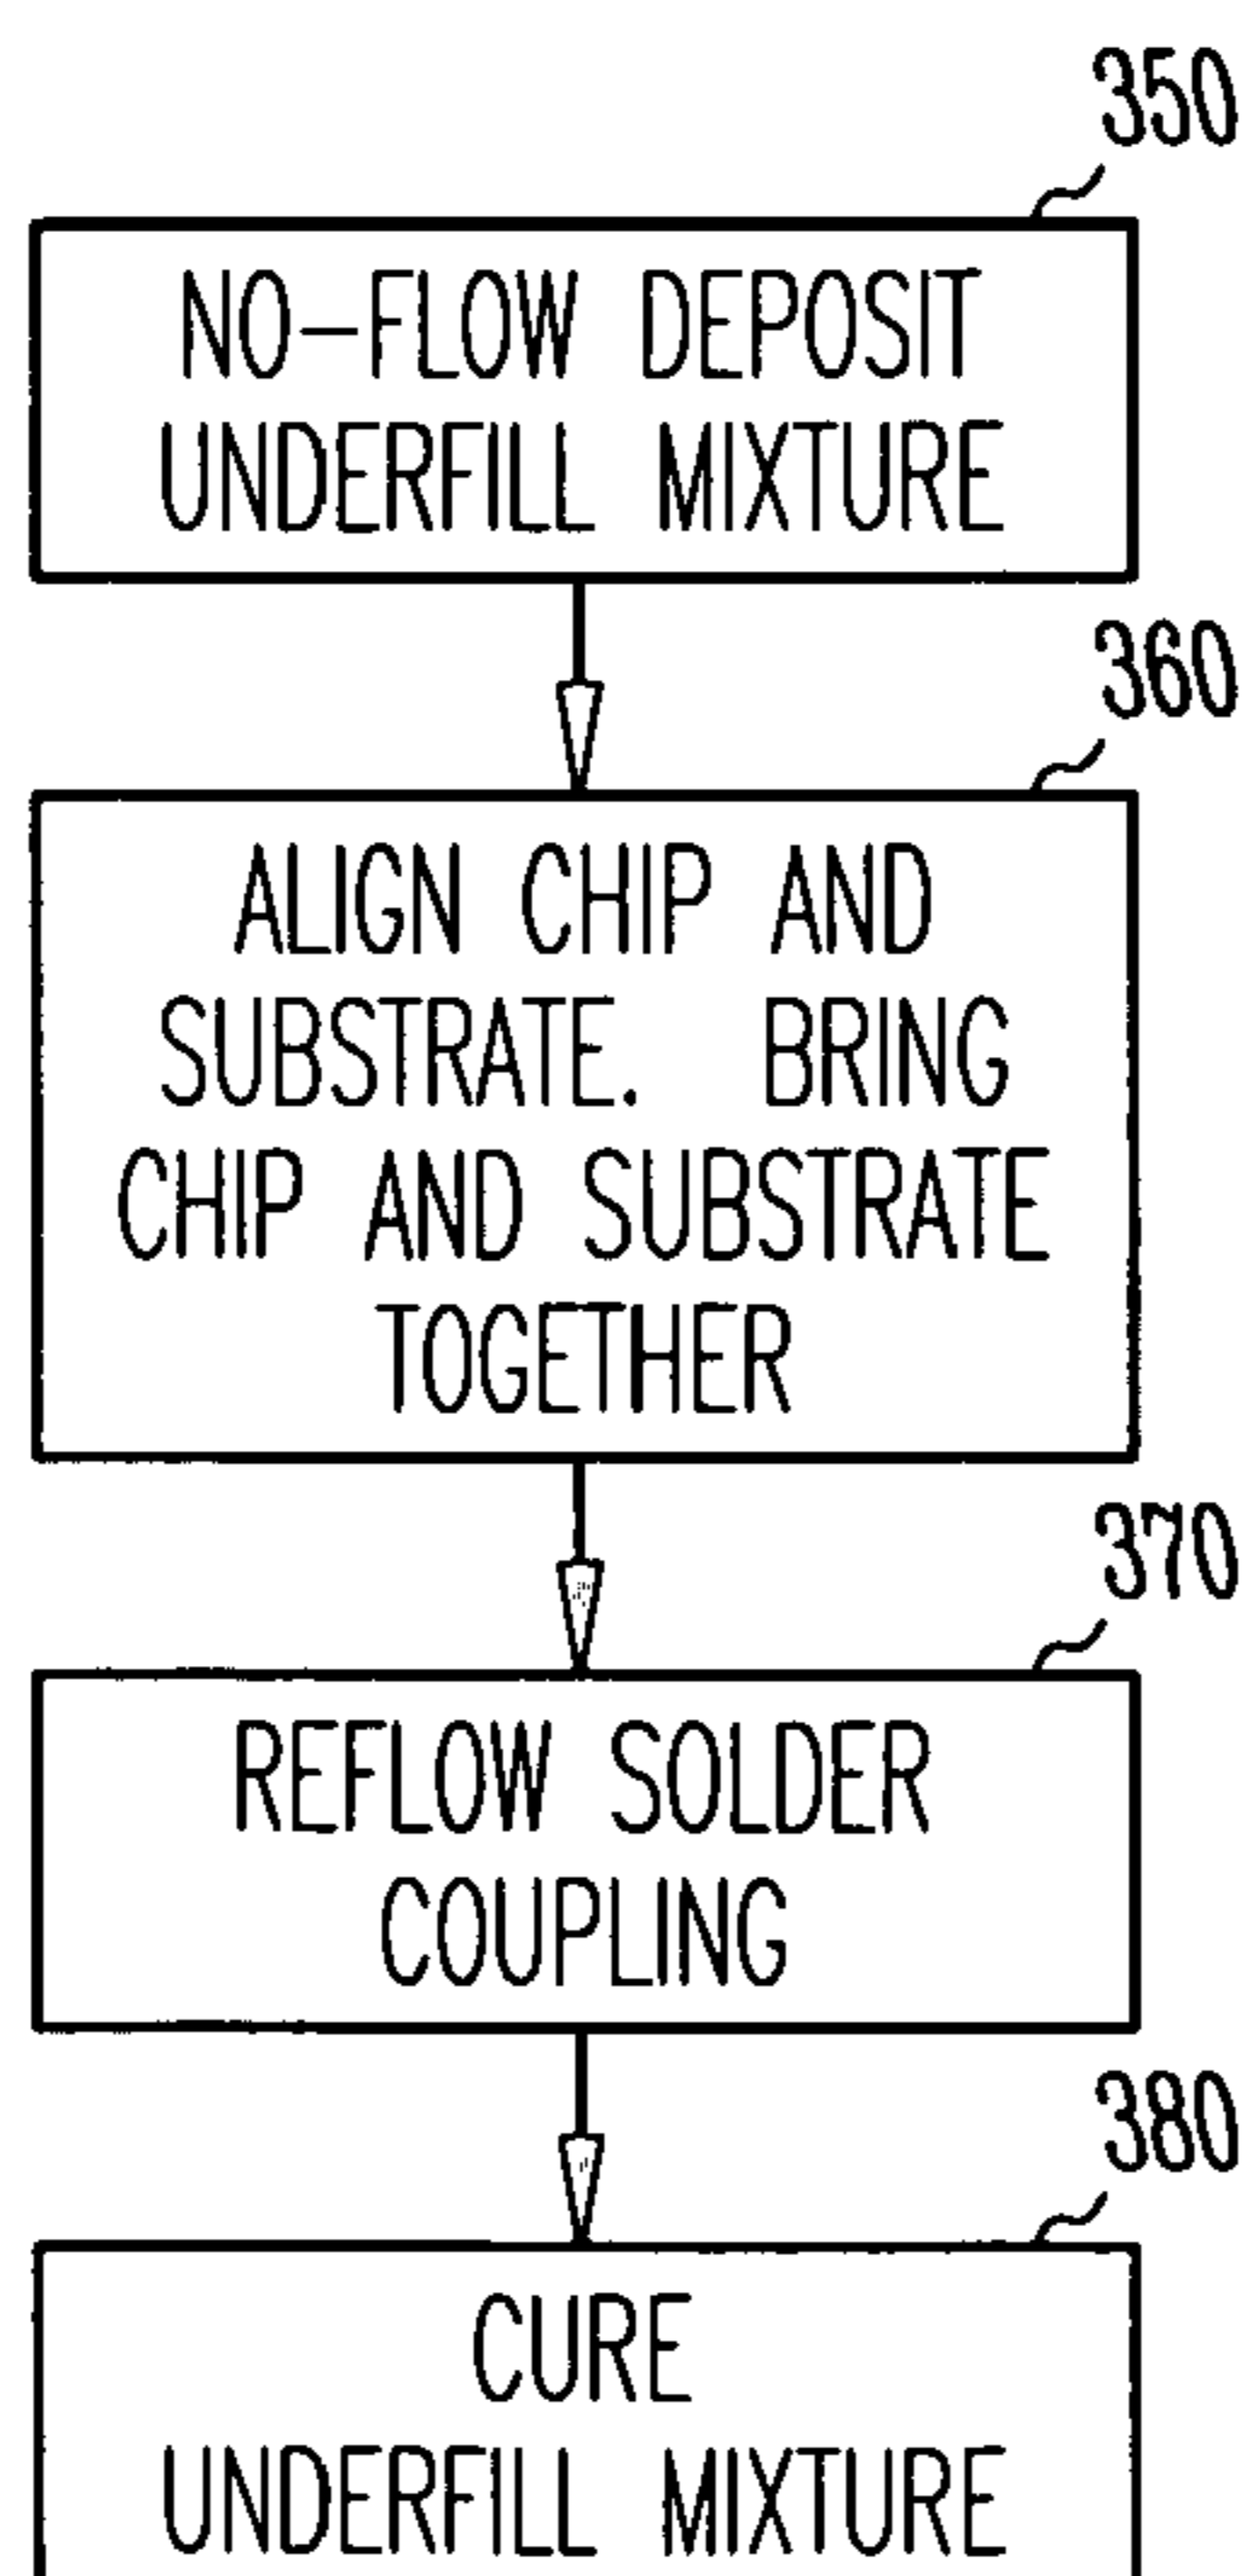 350
NO-FLOW DEPOSIT
UNDERFILL MIXTURE
360
ALIGN CHIP AND
SUBSTRATE. BRING
CHIP AND SUBSTRATE
TOGETHER
370
REFLOW SOLDER
COUPLING
380
CURE
UNDERFILL MIXTURE